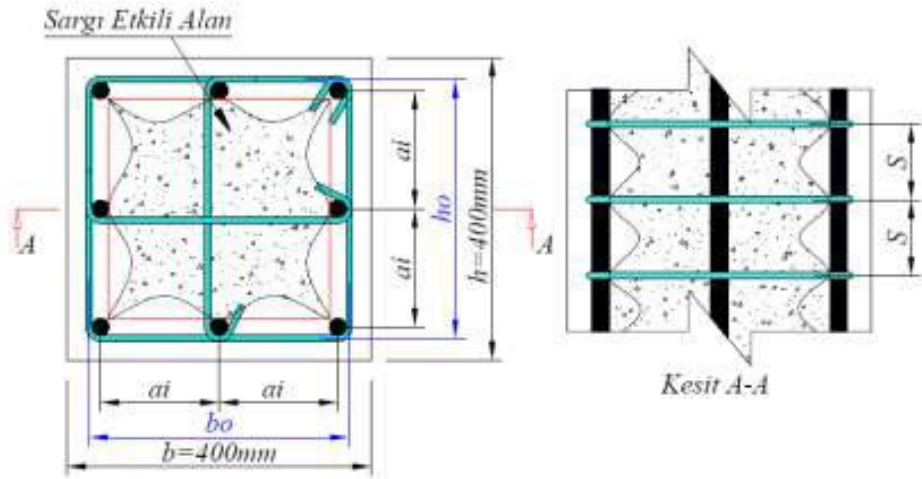 Sargı Etkili Alan
ai
ai
ho
h=400mm
A
A
ai
ai
bo
b=400mm
S
S
Kesit A-A